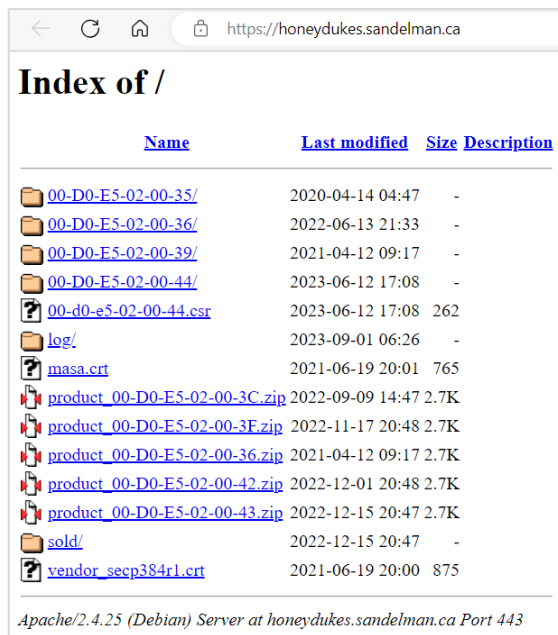 https://honeydukes.sandelman.ca
Index of /
Name Last modified Size Description
00-D0-E5-02-00-35/ 2020-04-14 04:47 -
00-D0-E5-02-00-36/ 2022-06-13 21:33 -
00-D0-E5-02-00-39/ 2021-04-12 09:17 -
00-D0-E5-02-00-44/ 2023-06-12 17:08 -
00-d0-e5-02-00-44.csr 2023-06-12 17:08 262
log/ 2023-09-01 06:26 -
masa.crt 2021-06-19 20:01 765
product_00-D0-E5-02-00-3C.zip 2022-09-09 14:47 2.7K
product_00-D0-E5-02-00-3F.zip 2022-11-17 20:48 2.7K
product_00-D0-E5-02-00-36.zip 2021-04-12 09:17 2.7K
product_00-D0-E5-02-00-42.zip 2022-12-01 20:48 2.7K
product_00-D0-E5-02-00-43.zip 2022-12-15 20:47 2.7K
sold/ 2022-12-15 20:47 -
vendor_secp384r1.crt 2021-06-19 20:00 875
Apache/2.4.25 (Debian) Server at honeydukes.sandelman.ca Port 443